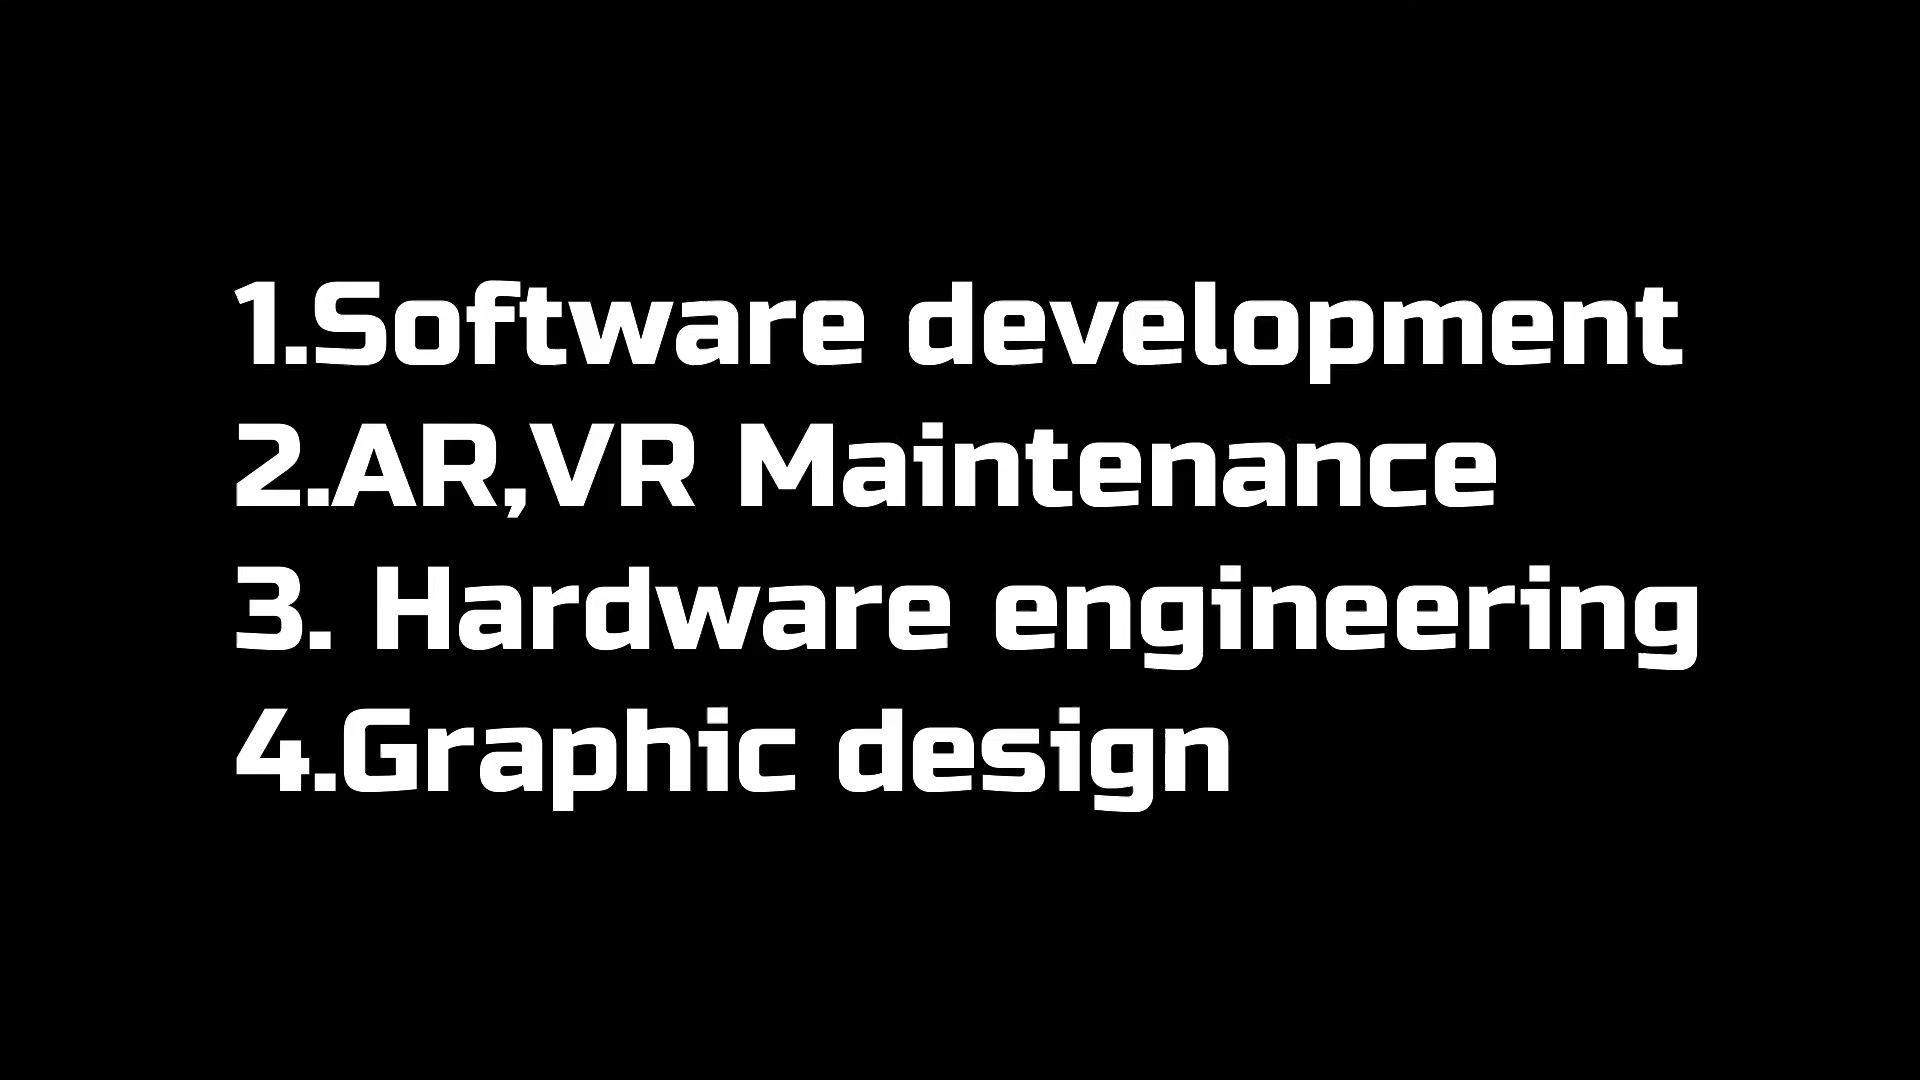 1.Software development
2.AR,VR Maintenance
3. Hardware engineering
4.Graphic design